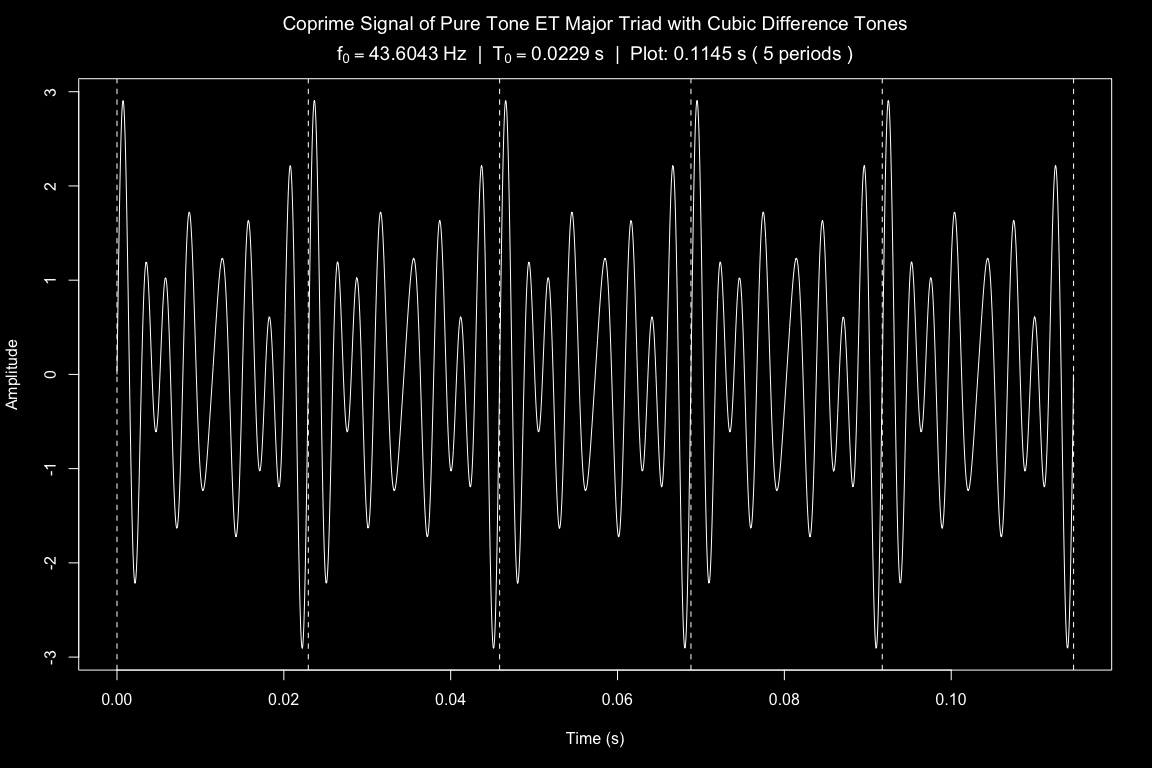 Coprime Signal of Pure Tone ET Major Triad with Cubic Difference Tones
f₀ = 43.6043 Hz | T₀ = 0.0229 s | Plot: 0.1145 s ( 5 periods )
3
2
1
0
-1
-2
-3
Amplitude
0.00 0.02 0.04 0.06 0.08 0.10
Time (s)